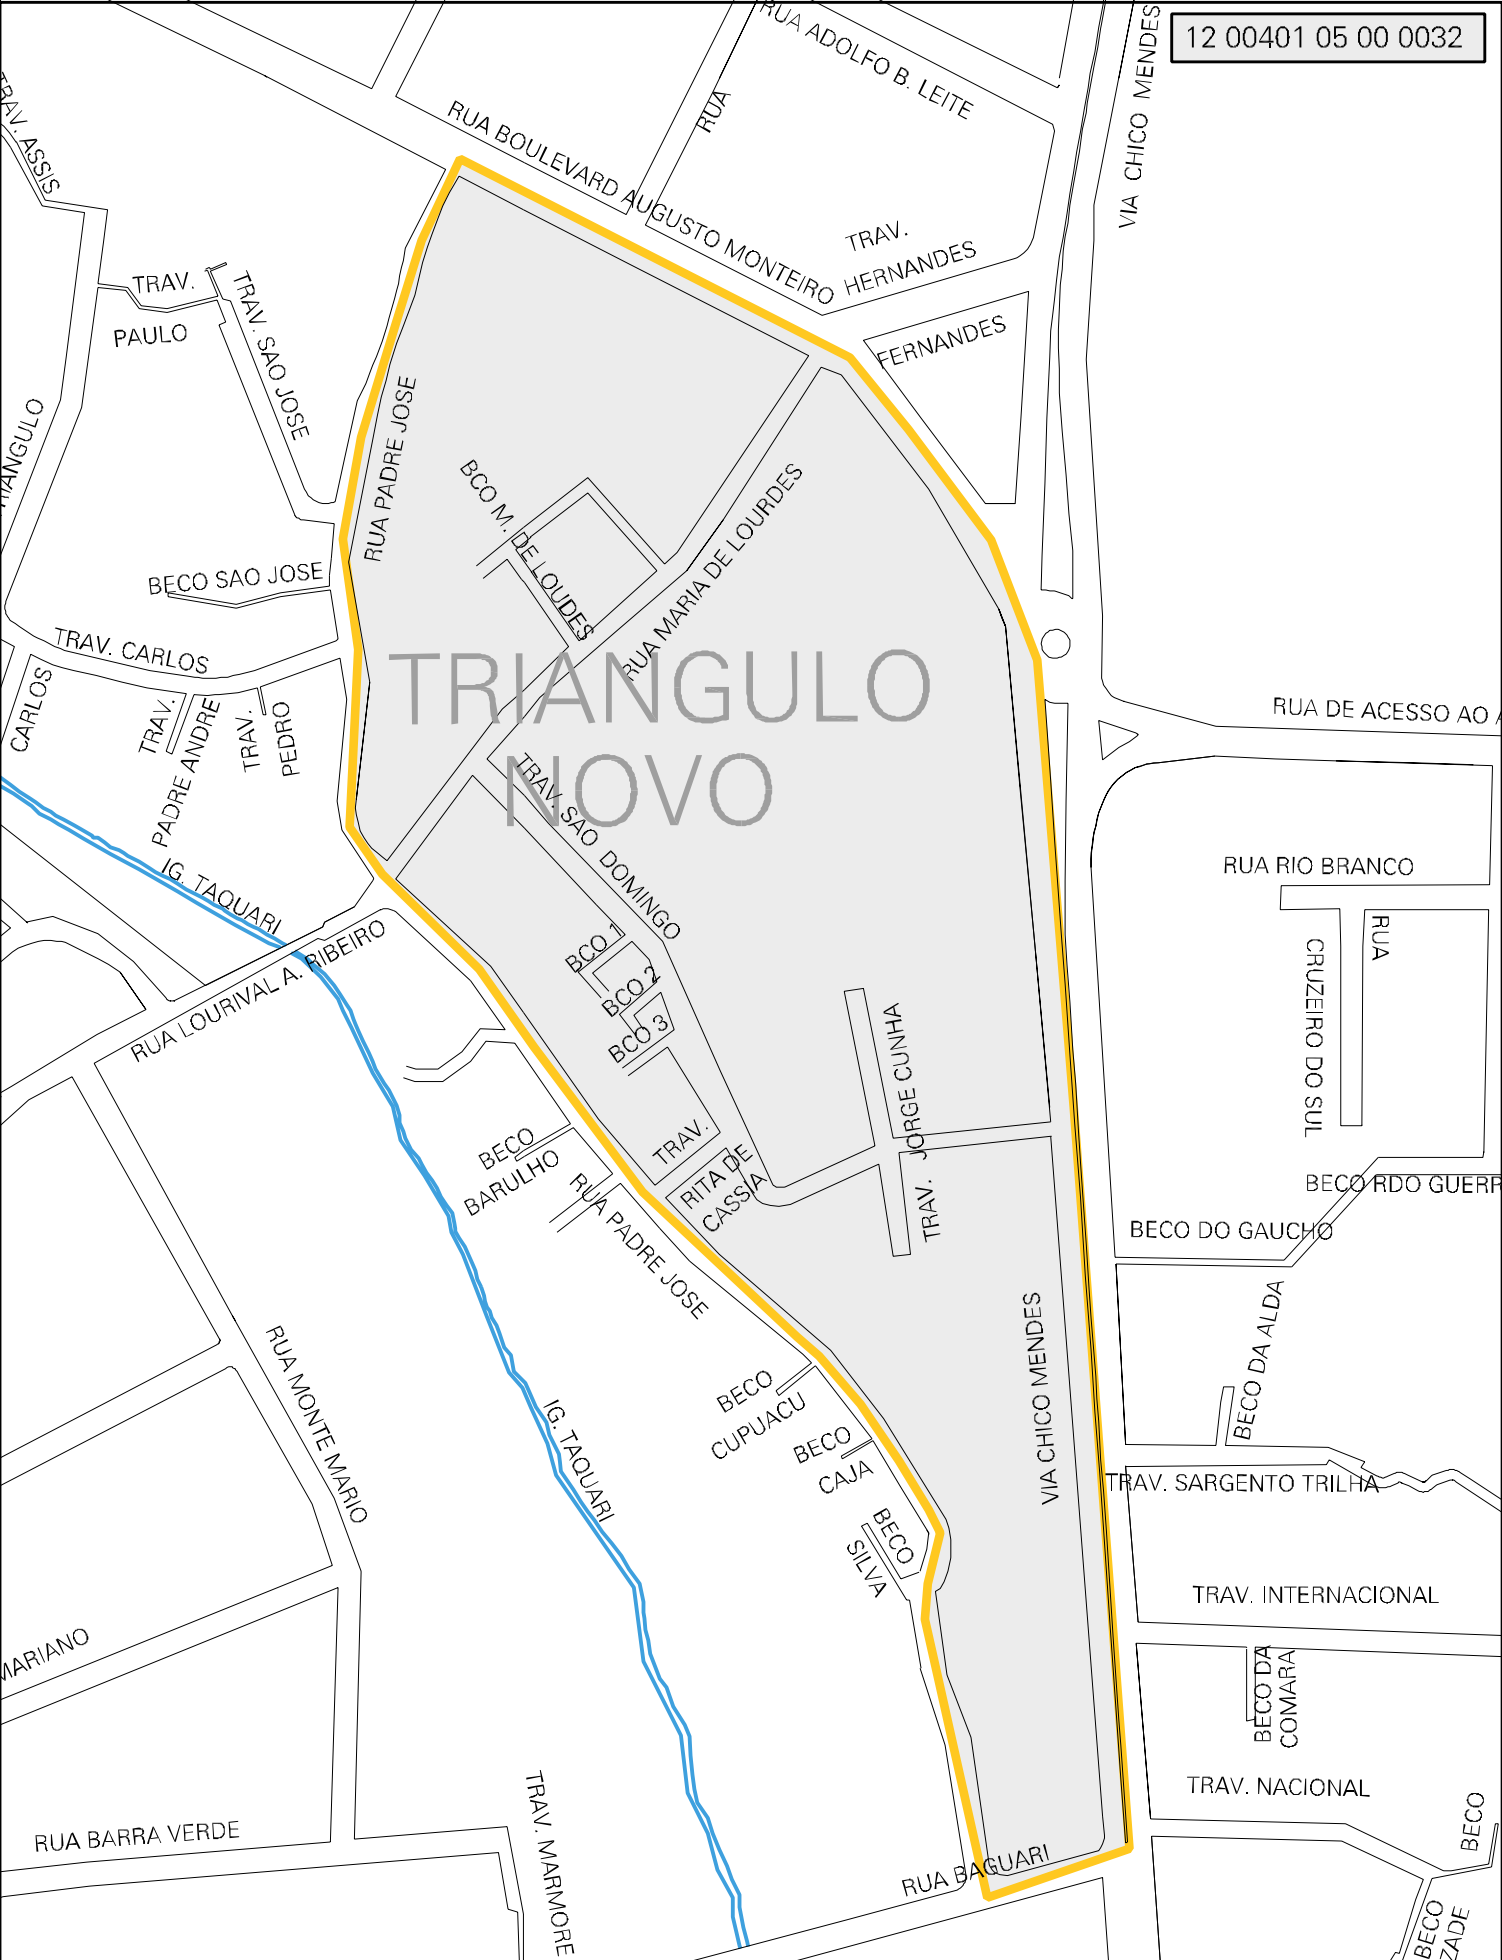 12 00401 05 00 0032
RUA ADOLFO B. LEITE
VIA CHICO MENDES
RUA
RUA BOULEVARD AUGUSTO MONTEIRO
TRAV. ASSIS
TRAV.
HERNANDES
FERNANDES
TRAV.
PAULO
TRAV. SAO JOSE
RUA PADRE JOSE
BCO M. DE LOUDES
RUA MARIA DE LOURDES
BECO SAO JOSE
TRAV. CARLOS
CARLOS
TRAV.
PADRE ANDRE
TRAV.
PEDRO
TRIANGULO
NOVO
RUA DE ACESSO AO
TRAV. SAO DOMINGO
IG. TAQUARI
RUA LOURIVAL A. RIBEIRO
RUA RIO BRANCO
RUA
CRUZEIRO DO SUL
BCO 1
BCO 2
BCO 3
TRAV. JORGE CUNHA
TRAV.
RITA DE
CASSIA
BECO
BARULHO
RUA PADRE JOSE
BECO RDO GUERR
BECO DO GAUCHO
BECO DA ALDA
RUA MONTE MARIO
IG. TAQUARI
VIA CHICO MENDES
BECO
CUPUACU
BECO
CAJA
BECO
SILVA
TRAV. SARGENTO TRILHA
TRAV. INTERNACIONAL
BECO DA
COMARA
MARIANO
TRAV. NACIONAL
BECO
RUA BARRA VERDE
TRAV. MARMORE
RUA BAGUARI
BECO